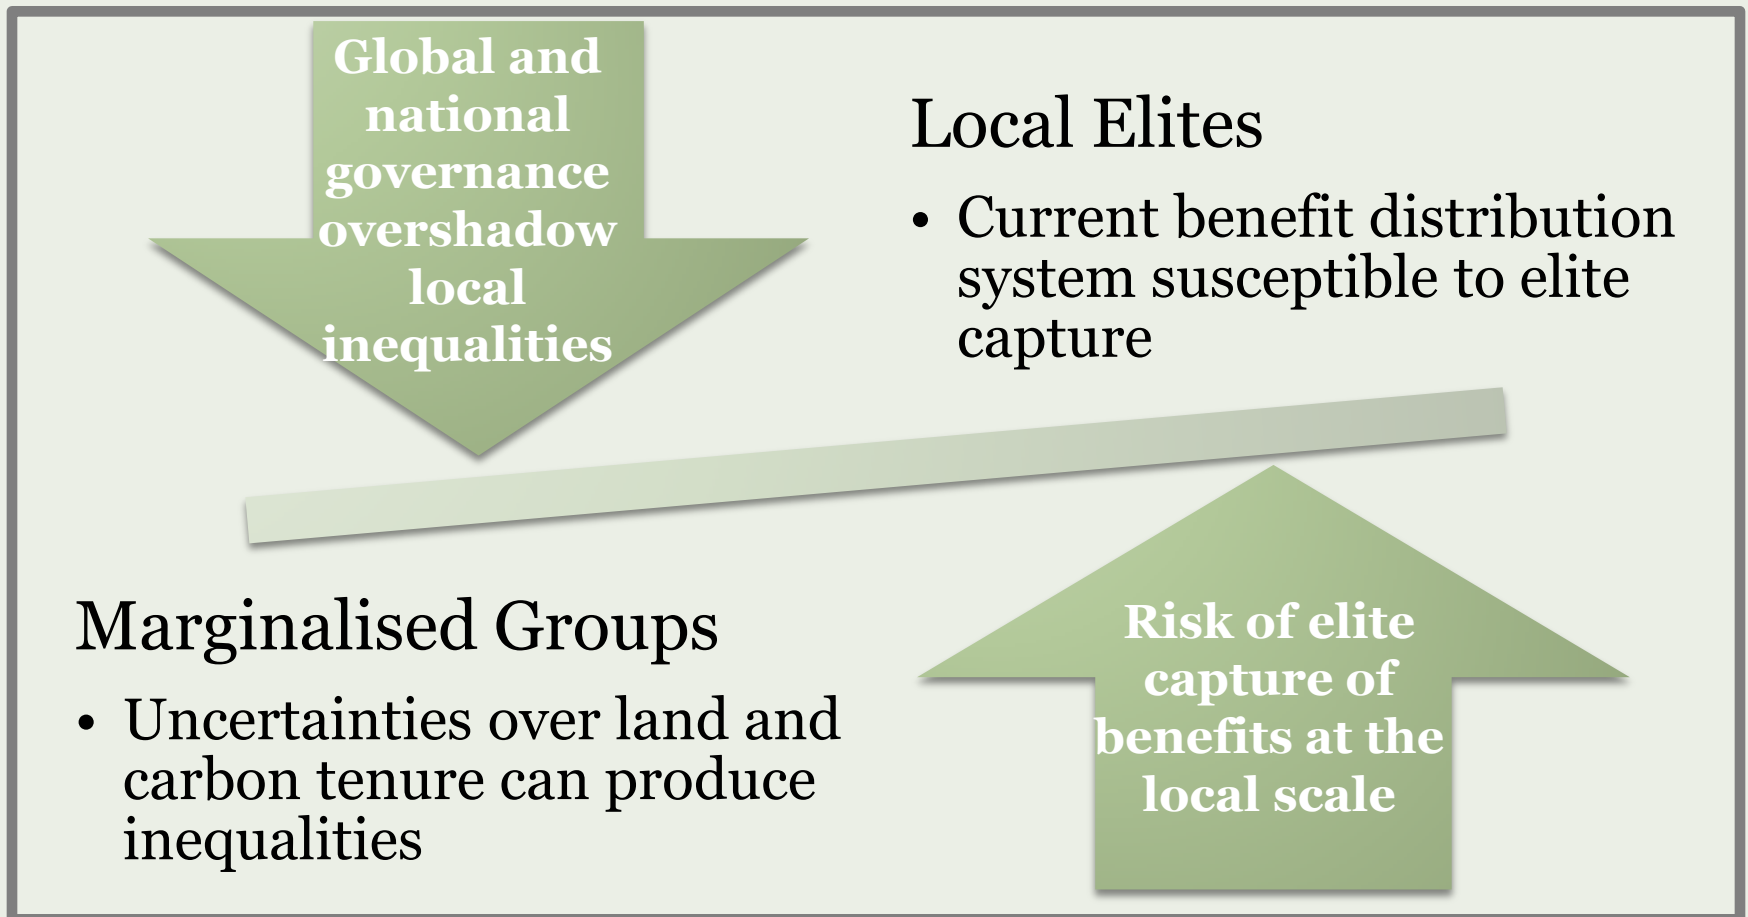 Global and
national
governance
overshadow
local
inequalities
Local Elites
• Current benefit distribution
system susceptible to elite
capture
Marginalised Groups
• Uncertainties over land and
carbon tenure can produce
inequalities
Risk of elite
capture of
benefits at the
local scale